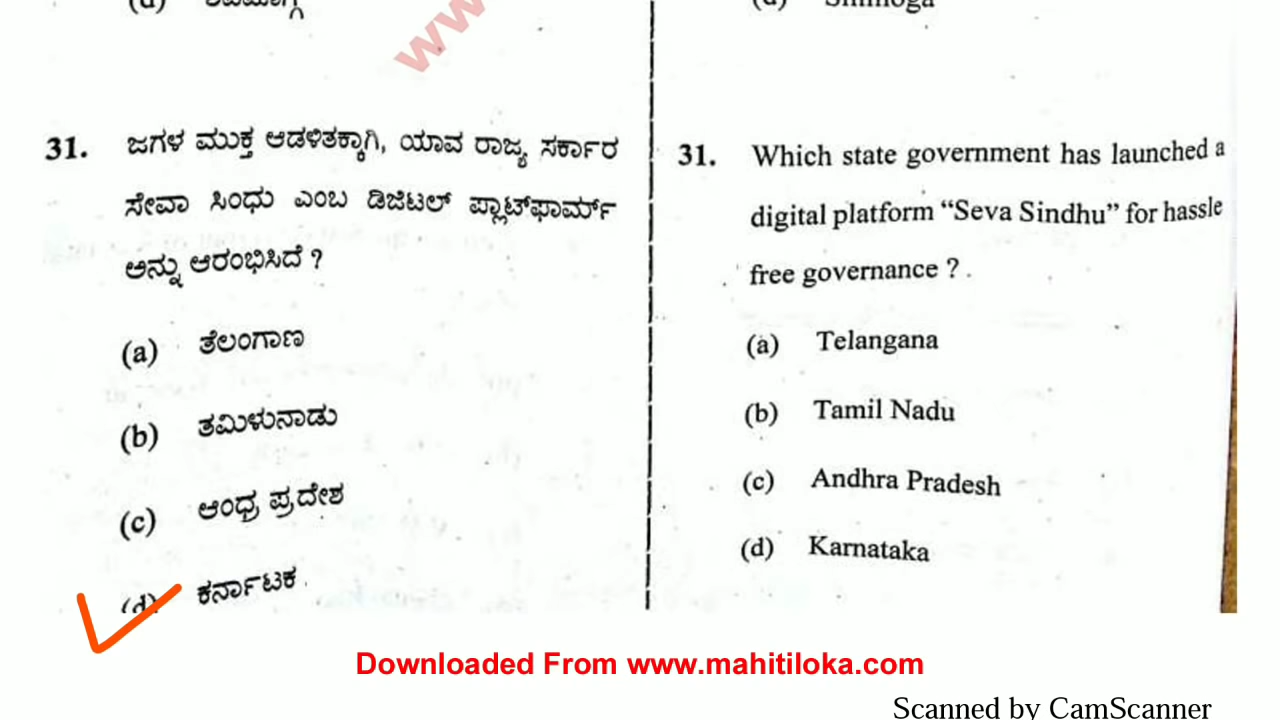 (d) ಶಿವಮೊಗ್ಗ
31. ಜಗಳ ಮುಕ್ತ ಆಡಳಿತಕ್ಕಾಗಿ, ಯಾವ ರಾಜ್ಯ ಸರ್ಕಾರ
ಸೇವಾ ಸಿಂಧು ಎಂಬ ಡಿಜಿಟಲ್ ಪ್ಲಾಟ್‌ಫಾರ್ಮ್
ಅನ್ನು ಆರಂಭಿಸಿದೆ ?
(a) ತೆಲಂಗಾಣ
(b) ತಮಿಳುನಾಡು
(c) ಆಂಧ್ರ ಪ್ರದೇಶ
(d) ಕರ್ನಾಟಕ
(d) Shimoga
31. Which state government has launched a
digital platform “Seva Sindhu” for hassle
free governance ?
(a) Telangana
(b) Tamil Nadu
(c) Andhra Pradesh
(d) Karnataka
Downloaded From www.mahitiloka.com
Scanned by CamScanner